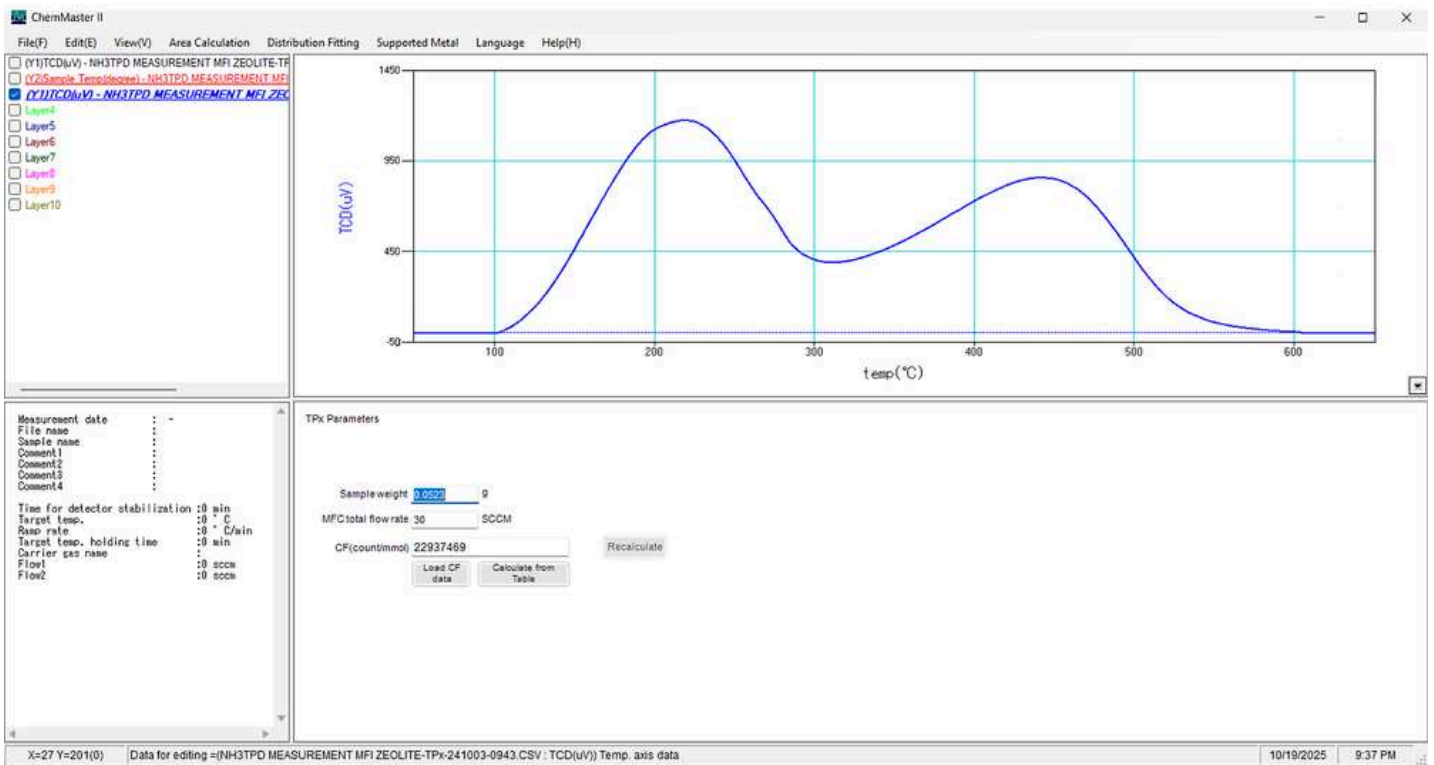 ChemMaster II
File(F) Edit(E) View(V) Area Calculation Distribution Fitting Supported Metal Language Help(H)
(Y1)TCD(uV) - NH3TPD MEASUREMENT MFI ZEOLITE-TP
(Y2)Sample Temp(degree) - NH3TPD MEASUREMENT MFI
(Y1)TCD(uV) - NH3TPD MEASUREMENT MFI ZEO
Layer4
Layer5
Layer6
Layer7
Layer8
Layer9
Layer10
1450
950
450
-50
TCD(uV)
100 200 300 400 500 600
temp(℃)
Measurement date : -
File name :
Sample name :
Comment1 :
Comment2 :
Comment3 :
Comment4 :
Time for detector stabilization :0 min
Target temp. :0 ° C
Ramp rate :0 ° C/min
Target temp. holding time :0 min
Carrier gas name :
Flow1 :0 sccm
Flow2 :0 sccm
TPx Parameters
Sample weight 0.0523 g
MFC total flow rate 30 SCCM
CF(count/mmol) 22937469 Recalculate
Load CF data
Calculate from Table
X=27 Y=201(0) Data for editing =(NH3TPD MEASUREMENT MFI ZEOLITE-TPx-241003-0943.CSV : TCD(uV)) Temp. axis data 10/19/2025 9:37 PM